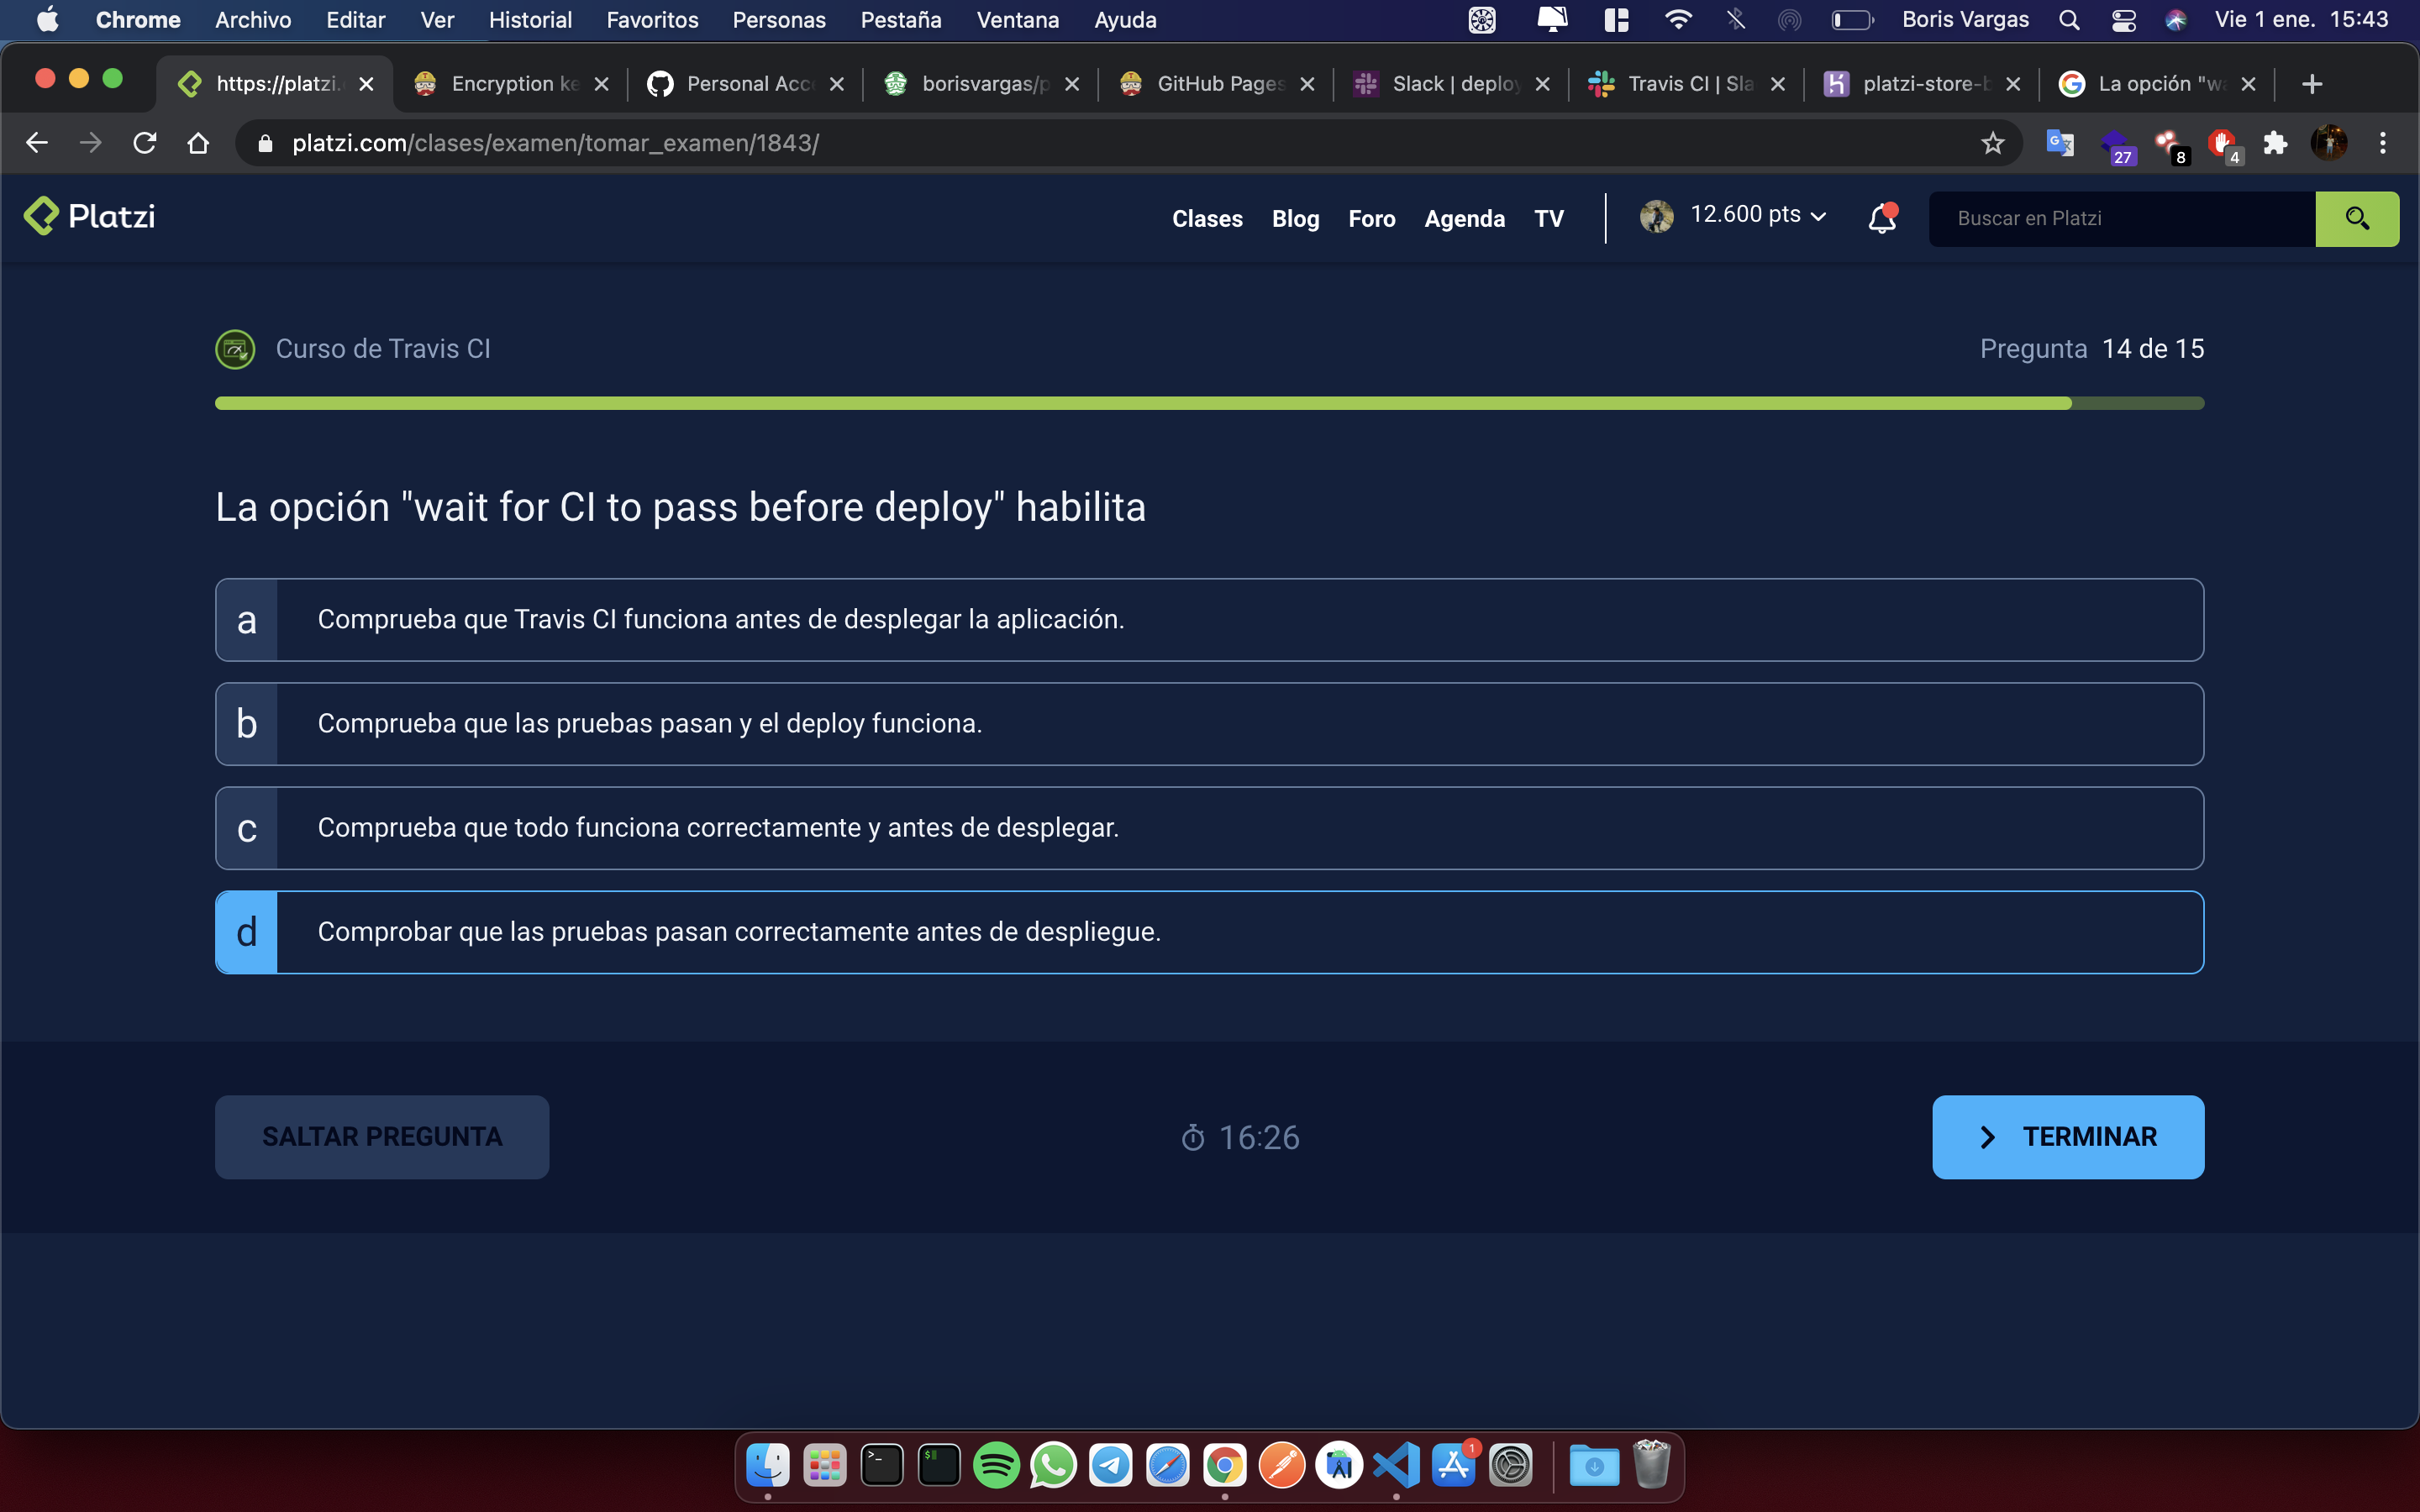 Chrome Archivo Editar Ver Historial Favoritos Personas Pestaña Ventana Ayuda Boris Vargas Vie 1 ene. 15:43
https://platzi. Encryption ke Personal Acc borisvargas/p GitHub Pages Slack | deploy Travis CI | Sla platzi-store-b La opción "wa
platzi.com/clases/examen/tomar_examen/1843/ 27 8 4
Platzi Clases Blog Foro Agenda TV 12.600 pts Buscar en Platzi
Curso de Travis CI Pregunta 14 de 15
La opción "wait for CI to pass before deploy" habilita
a Comprueba que Travis CI funciona antes de desplegar la aplicación.
b Comprueba que las pruebas pasan y el deploy funciona.
c Comprueba que todo funciona correctamente y antes de desplegar.
d Comprobar que las pruebas pasan correctamente antes de despliegue.
SALTAR PREGUNTA 16:26 TERMINAR
1